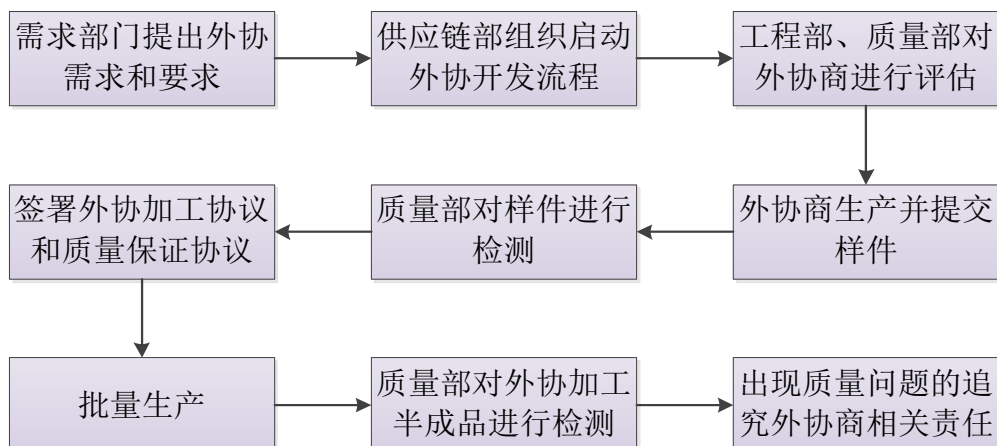 需求部门提出外协
需求和要求
供应链部组织启动
外协开发流程
工程部、质量部对
外协商进行评估
外协商生产并提交
样件
质量部对样件进行
检测
签署外协加工协议
和质量保证协议
批量生产
质量部对外协加工
半成品进行检测
出现质量问题的追
究外协商相关责任